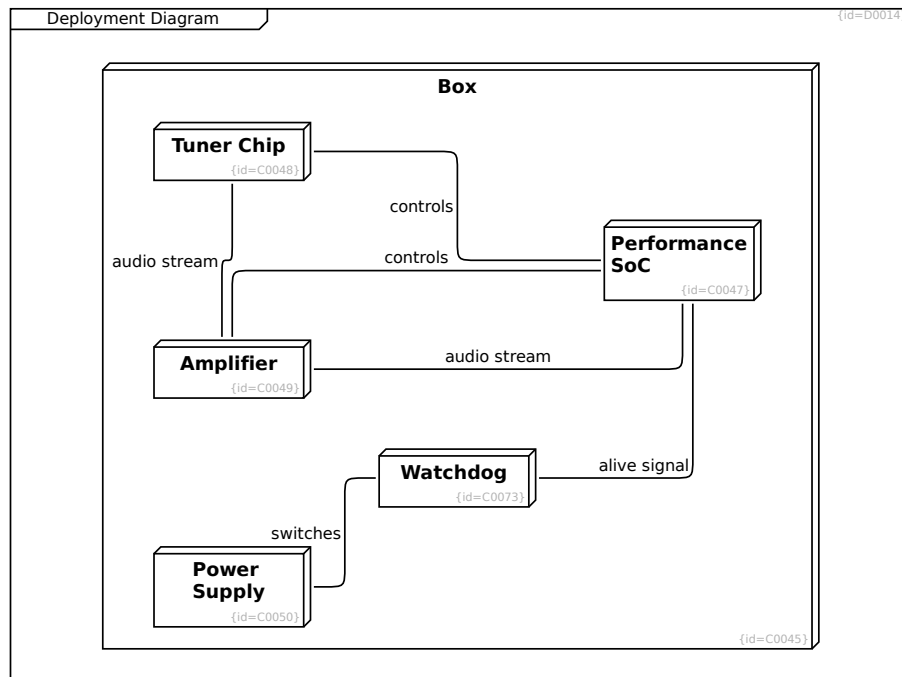 Deployment Diagram
{id=D0014
Box
Tuner Chip
{id=C0048}
controls
Performance
SoC
{id=C0047}
audio stream
controls
Amplifier
{id=C0049}
audio stream
Watchdog
{id=C0073}
alive signal
switches
Power
Supply
{id=C0050}
{id=C0045}